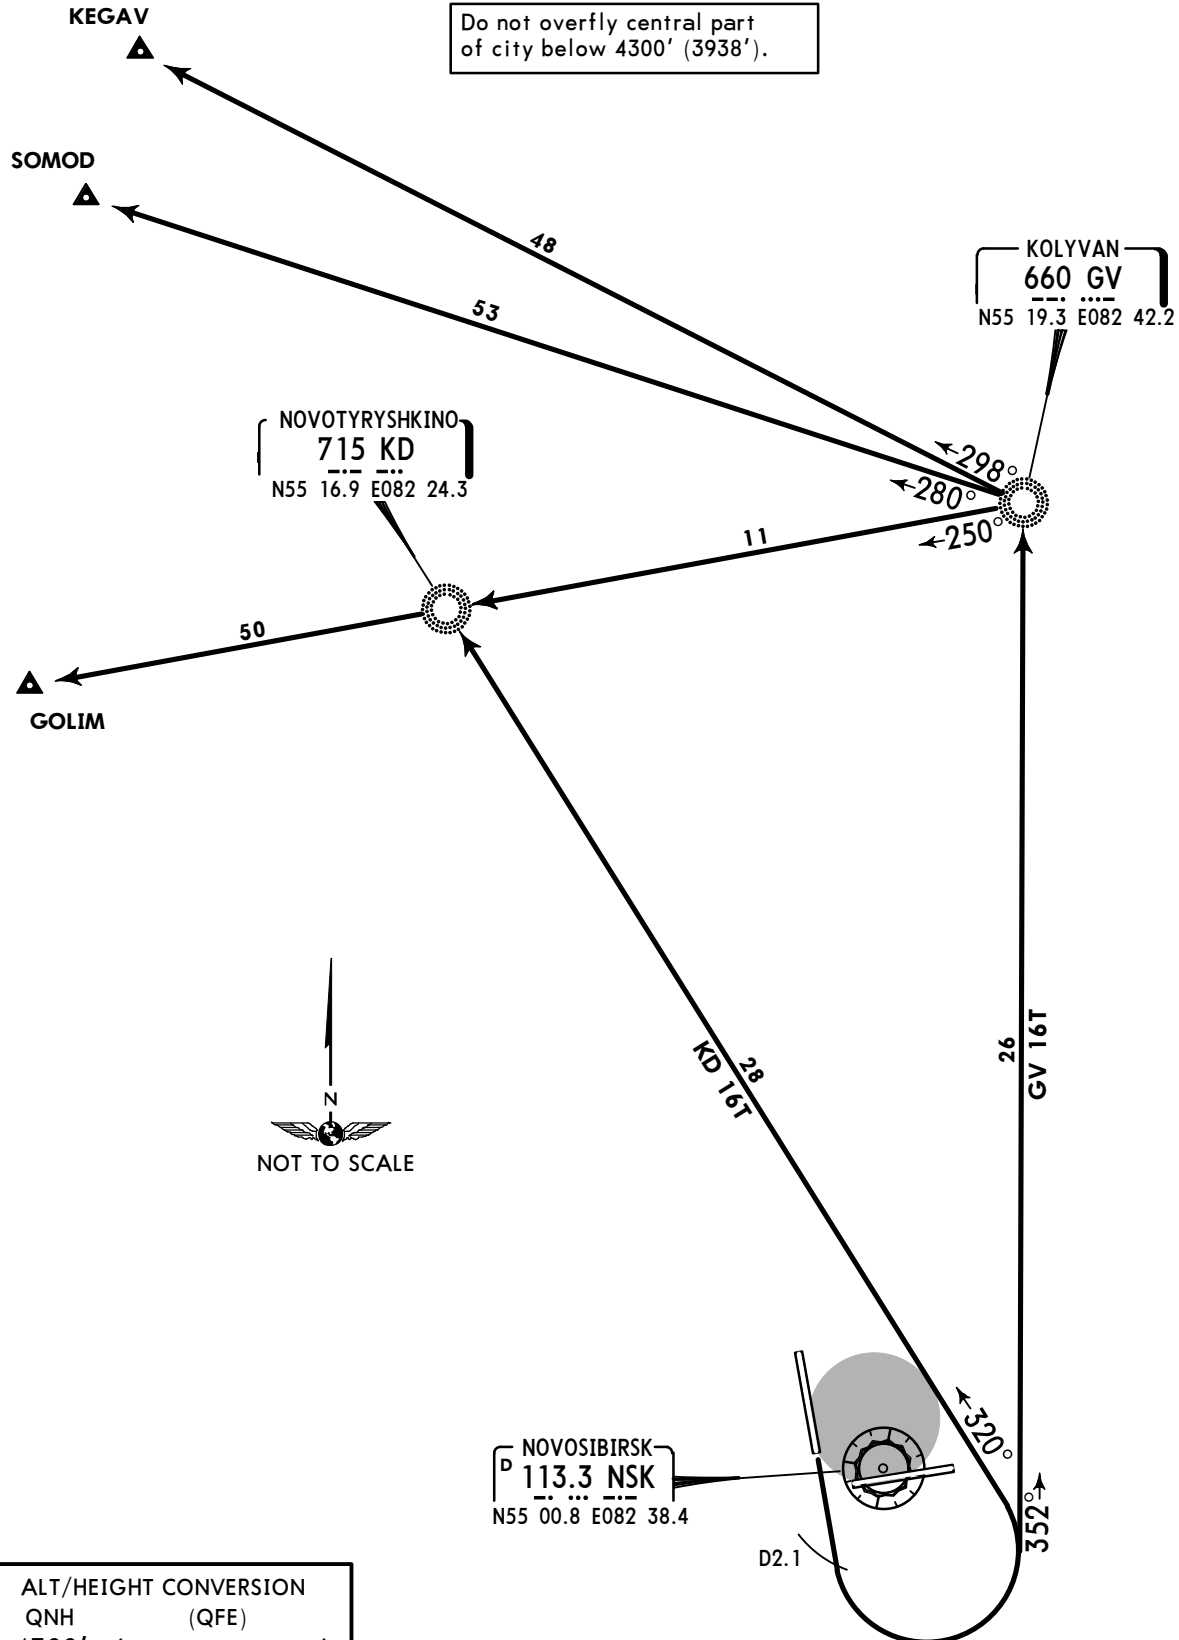 KEGAV
Do not overfly central part
of city below 4300' (3938').
SOMOD
48
KOLYVAN
660 GV
N55 19.3 E082 42.2
53
NOVOTYRYSHKINO
715 KD
N55 16.9 E082 24.3
298°
280°
250°
11
50
GOLIM
26
GV 16T
28
KD 16T
N
NOT TO SCALE
320°
NOVOSIBIRSK
D 113.3 NSK
N55 00.8 E082 38.4
352°
D2.1
ALT/HEIGHT CONVERSION
QNH (QFE)